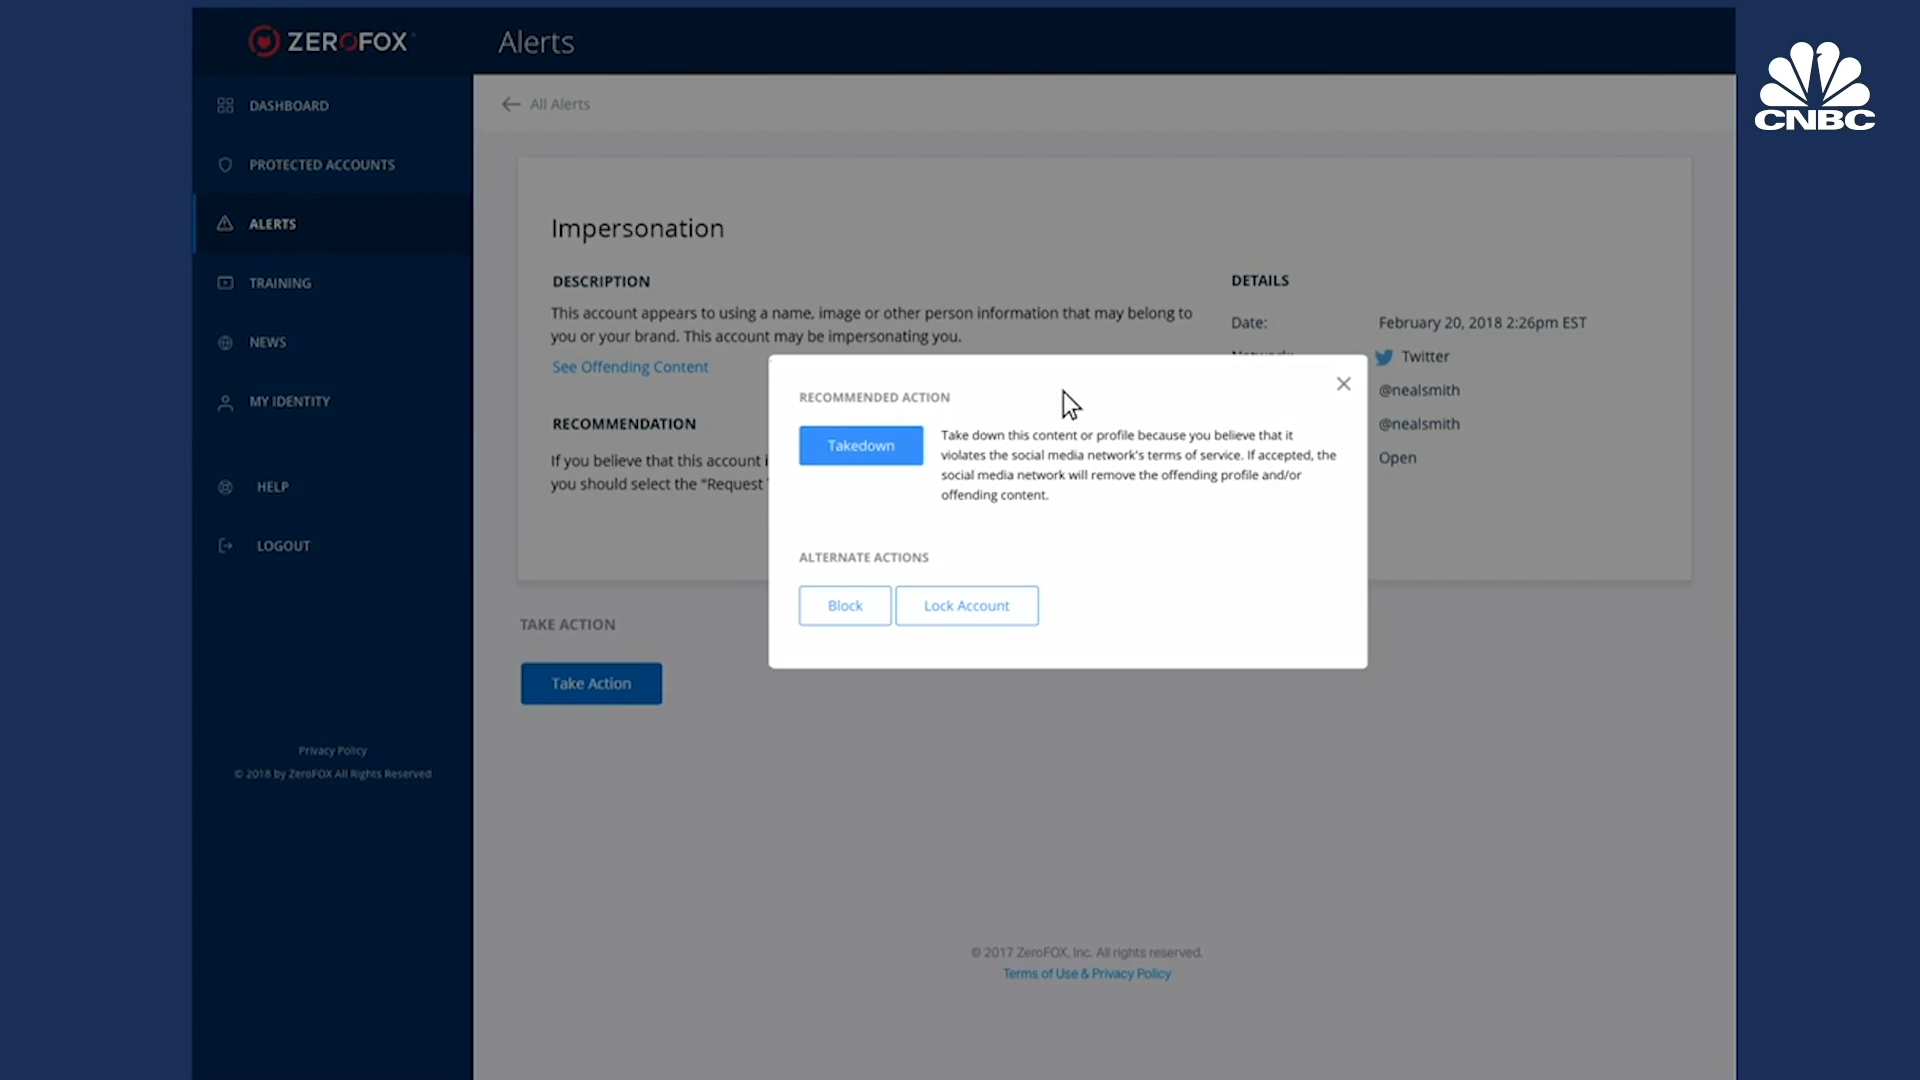 ZEROFOX
Alerts
CNBC
DASHBOARD
PROTECTED ACCOUNTS
ALERTS
TRAINING
NEWS
MY IDENTITY
HELP
LOGOUT
Privacy Policy
© 2018 by ZeroFOX All Rights Reserved
All Alerts
Impersonation
DESCRIPTION
This account appears to using a name, image or other person information that may belong to
you or your brand. This account may be impersonating you.
See Offending Content
RECOMMENDATION
If you believe that this account
you should select the "Request
DETAILS
Date: February 20, 2018 2:26pm EST
Twitter
@nealsmith
@nealsmith
Open
RECOMMENDED ACTION
Takedown
Take down this content or profile because you believe that it
violates the social media network's terms of service. If accepted, the
social media network will remove the offending profile and/or
offending content.
ALTERNATE ACTIONS
Block
Lock Account
TAKE ACTION
Take Action
© 2017 ZeroFOX, Inc. All rights reserved.
Terms of Use & Privacy Policy